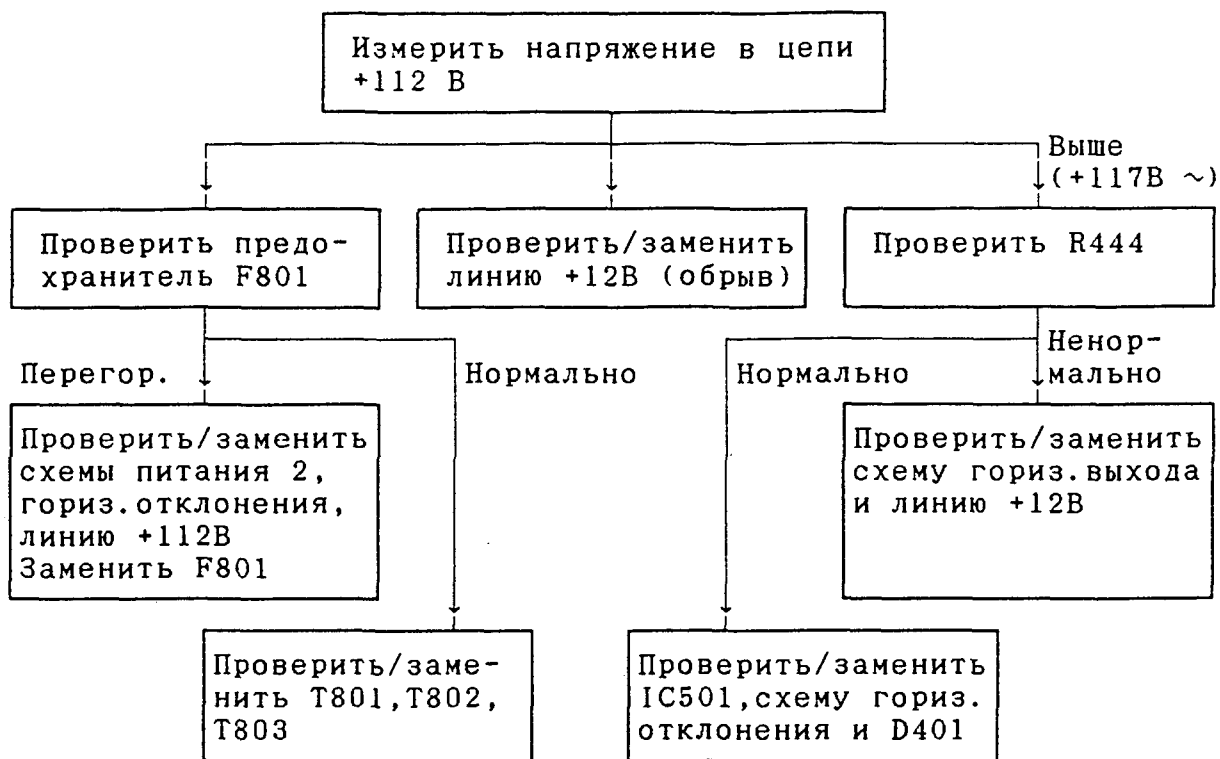 Измерить напряжение в цепи
+112 В
Выше
(+117В ~)
Проверить предо-
хранитель F801
Проверить/заменить
линию +12В (обрыв)
Проверить R444
Перегор.
Нормально
Нормально
Ненор-
мально
Проверить/заменить
схемы питания 2,
гориз.отклонения,
линию +112В
Заменить F801
Проверить/заменить
схему гориз.выхода
и линию +12В
Проверить/заме-
нить T801,T802,
T803
Проверить/заменить
IC501,схему гориз.
отклонения и D401